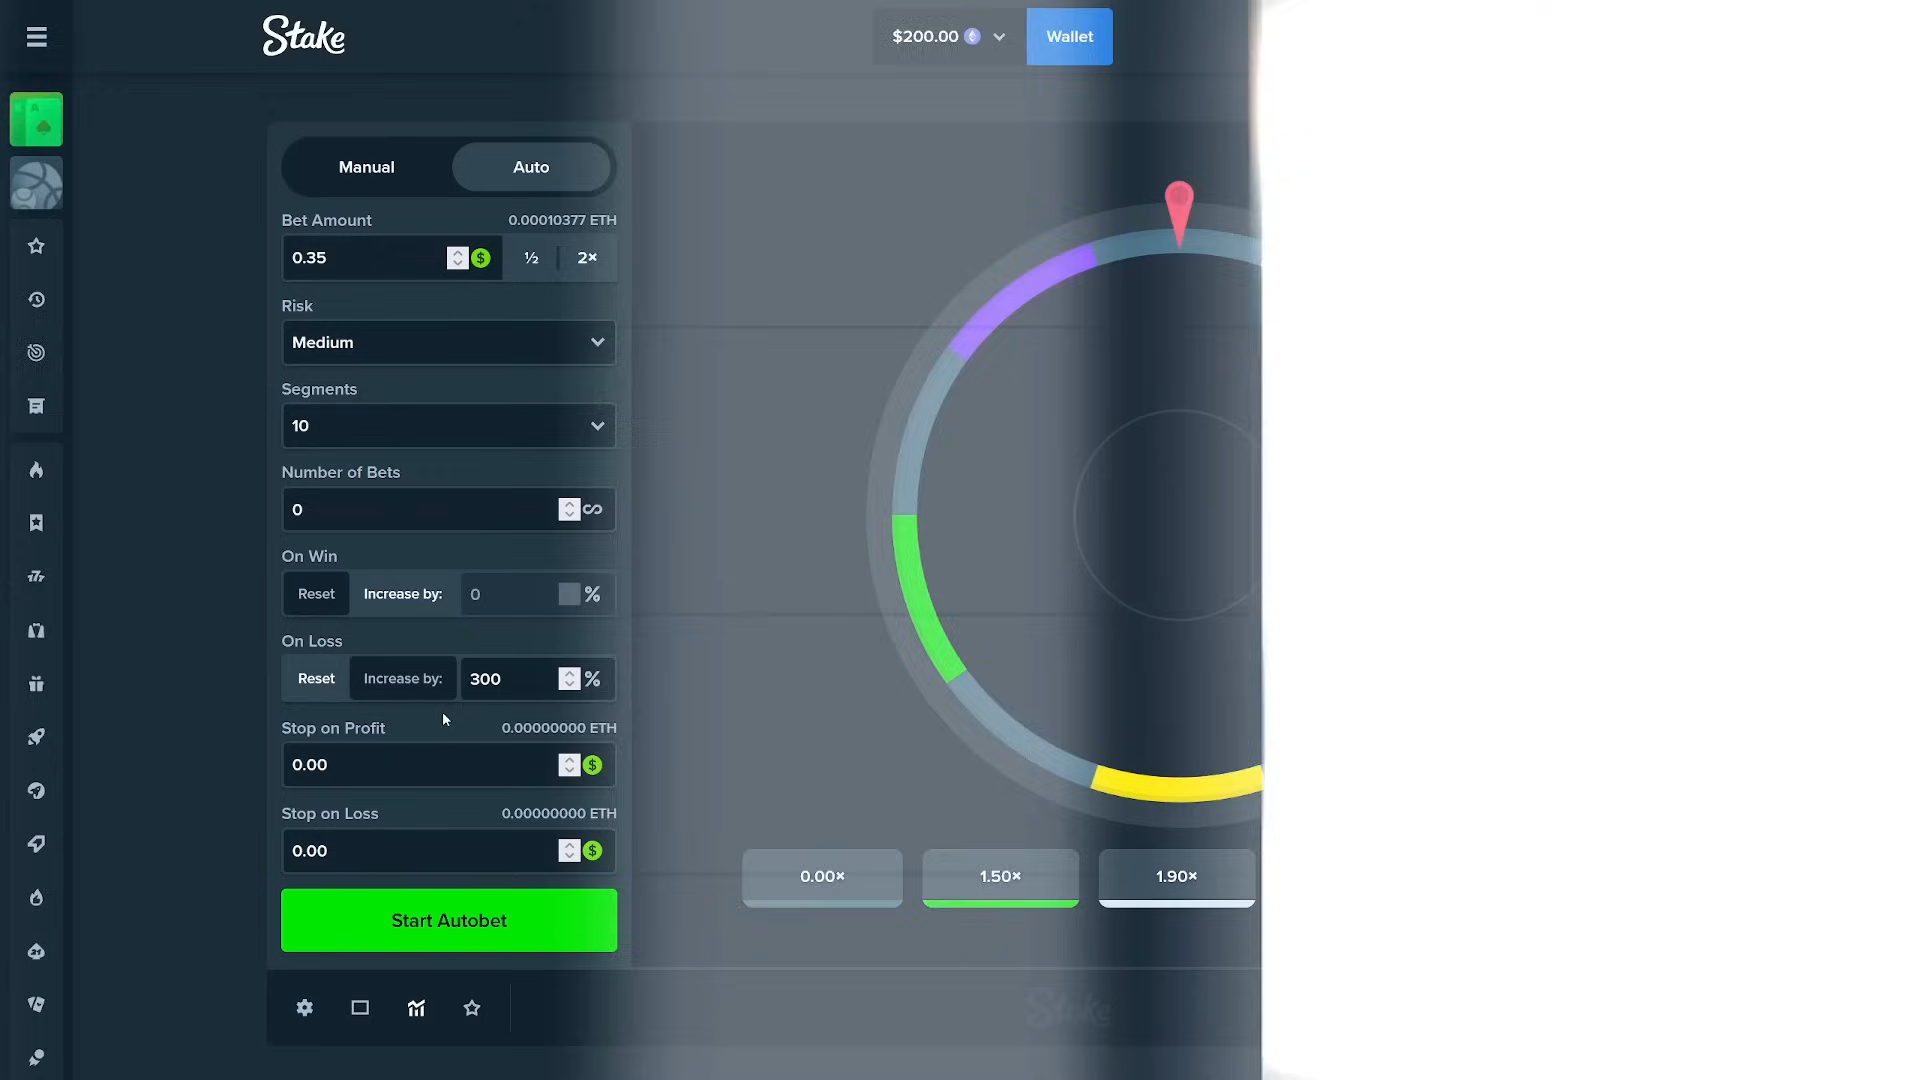 Stake
$200.00
Wallet
Manual
Auto
Bet Amount
0.00010377 ETH
0.35
$
½
2×
Risk
Medium
Segments
10
Number of Bets
0
∞
On Win
Reset
Increase by:
0
%
On Loss
Reset
Increase by:
300
%
Stop on Profit
0.00000000 ETH
0.00
$
Stop on Loss
0.00000000 ETH
0.00
$
0.00×
1.50×
1.90×
Start Autobet
Stake